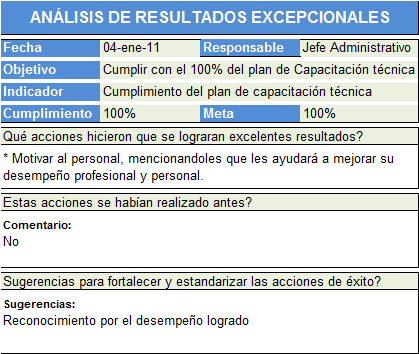 ANÁLISIS DE RESULTADOS EXCEPCIONALES
Fecha 04-ene-11 Responsable Jefe Administrativo
Objetivo Cumplir con el 100% del plan de Capacitación técnica
Indicador Cumplimiento del plan de capacitación técnica
Cumplimiento 100% Meta 100%
Qué acciones hicieron que se lograran excelentes resultados?
* Motivar al personal, mencionandoles que les ayudará a mejorar su
desempeño profesional y personal.
Estas acciones se habían realizado antes?
Comentario:
No
Sugerencias para fortalecer y estandarizar las acciones de éxito?
Sugerencias:
Reconocimiento por el desempeño logrado